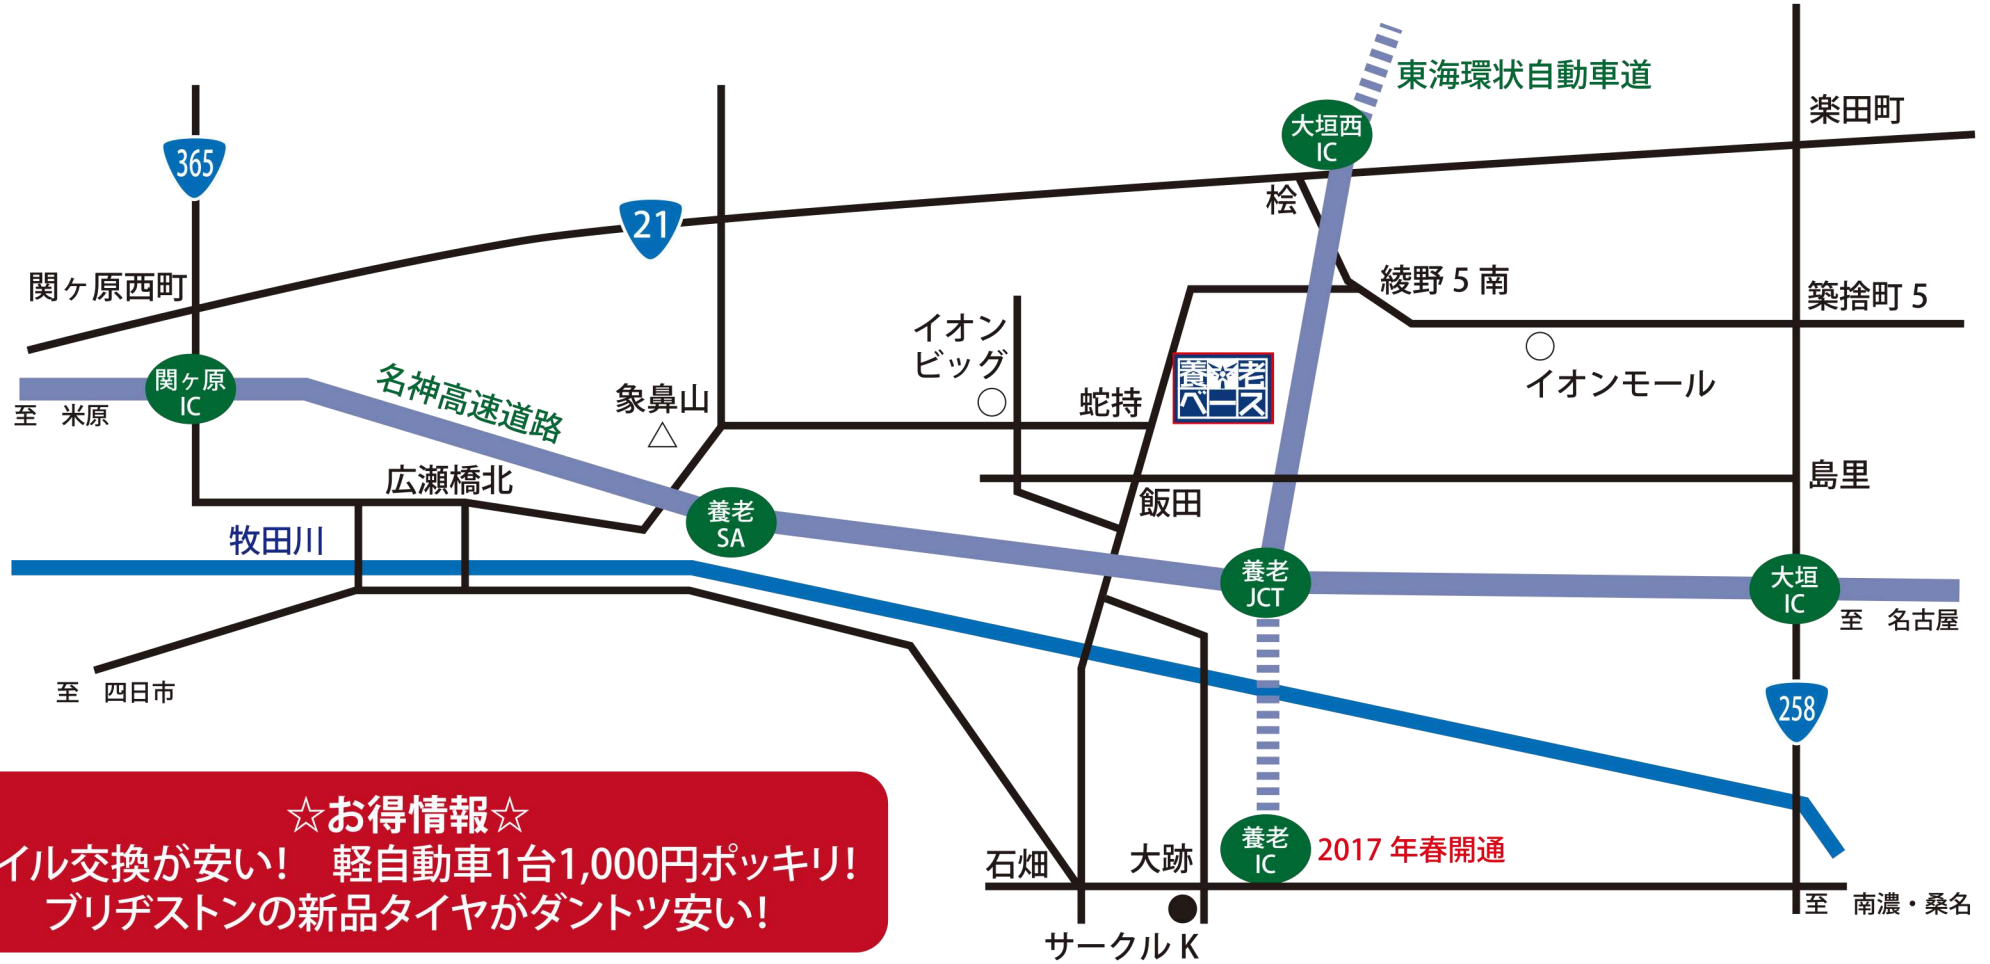 東海環状自動車道
大垣西
IC
楽田町
365
21
桧
関ヶ原西町
綾野 5 南
築捨町 5
イオン
ビッグ
養老
ベース
イオンモール
関ヶ原
IC
至　米原
名神高速道路
象鼻山
蛇持
広瀬橋北
島里
飯田
養老
SA
牧田川
養老
JCT
大垣
IC
至　名古屋
至　四日市
258
☆お得情報☆
イル交換が安い！　軽自動車1台1,000円ポッキリ！
ブリヂストンの新品タイヤがダントツ安い！
石畑
大跡
養老
IC
2017 年春開通
至　南濃・桑名
サークル K